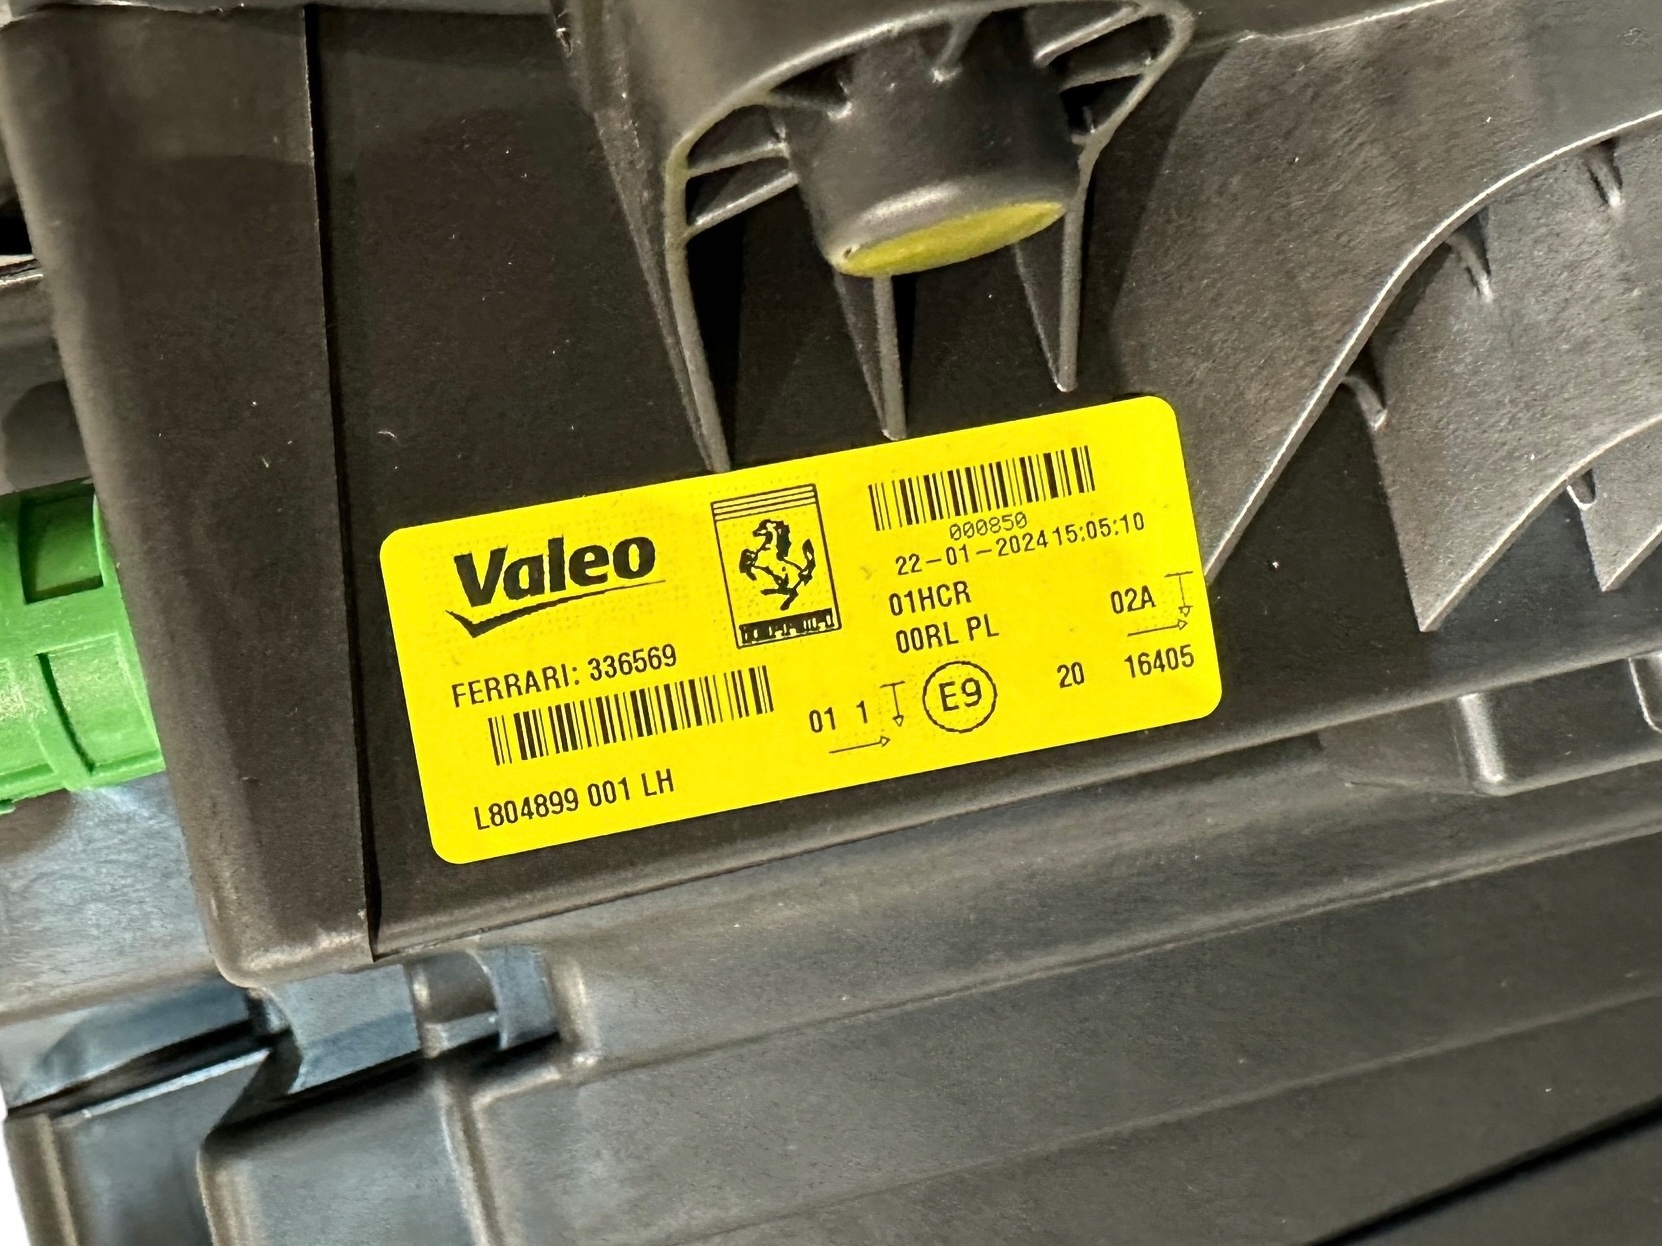 Valeo
FERRARI: 336569
L804899 001 LH
000850
22-01-2024 15:05:10
01HCR
02A
00RL PL
01 1
E9
20 16405